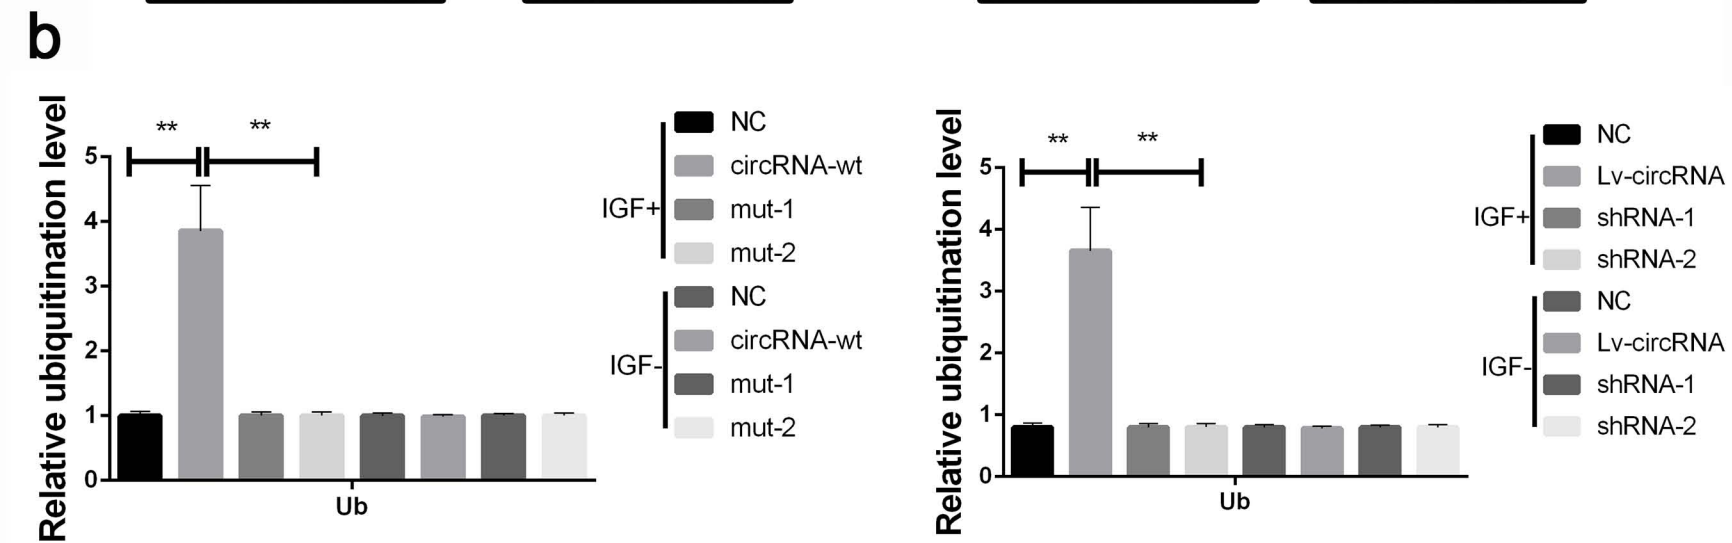 b
Relative ubiquitination level
5
4
3
2
1
0
** **
Ub
IGF+
NC
circRNA-wt
mut-1
mut-2
IGF-
NC
circRNA-wt
mut-1
mut-2
Relative ubiquitination level
5
4
3
2
1
0
** **
Ub
IGF+
NC
Lv-circRNA
shRNA-1
shRNA-2
IGF-
NC
Lv-circRNA
shRNA-1
shRNA-2